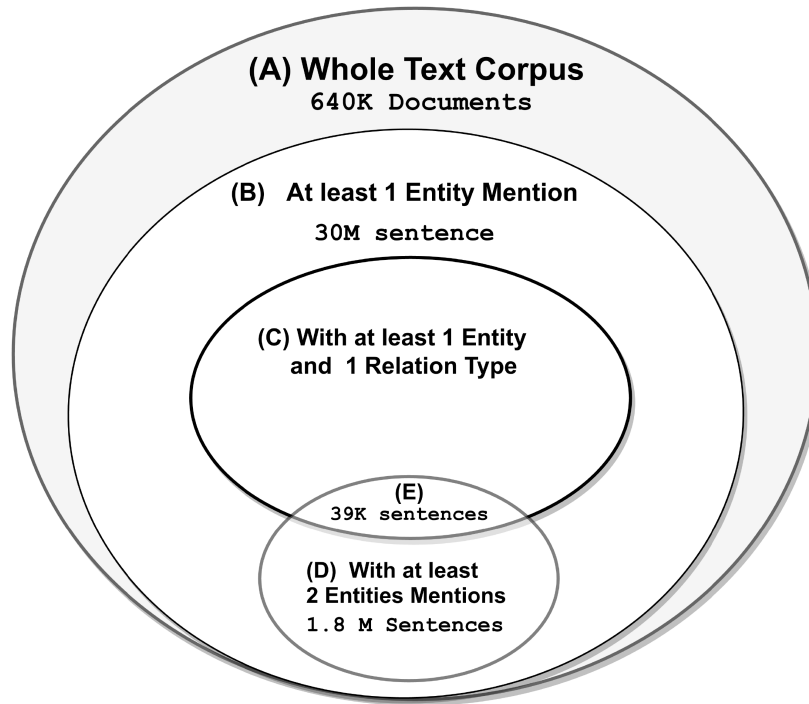 (A) Whole Text Corpus
640K Documents
(B) At least 1 Entity Mention
30M sentence
(C) With at least 1 Entity
and 1 Relation Type
(E)
39K sentences
(D) With at least
2 Entities Mentions
1.8 M Sentences